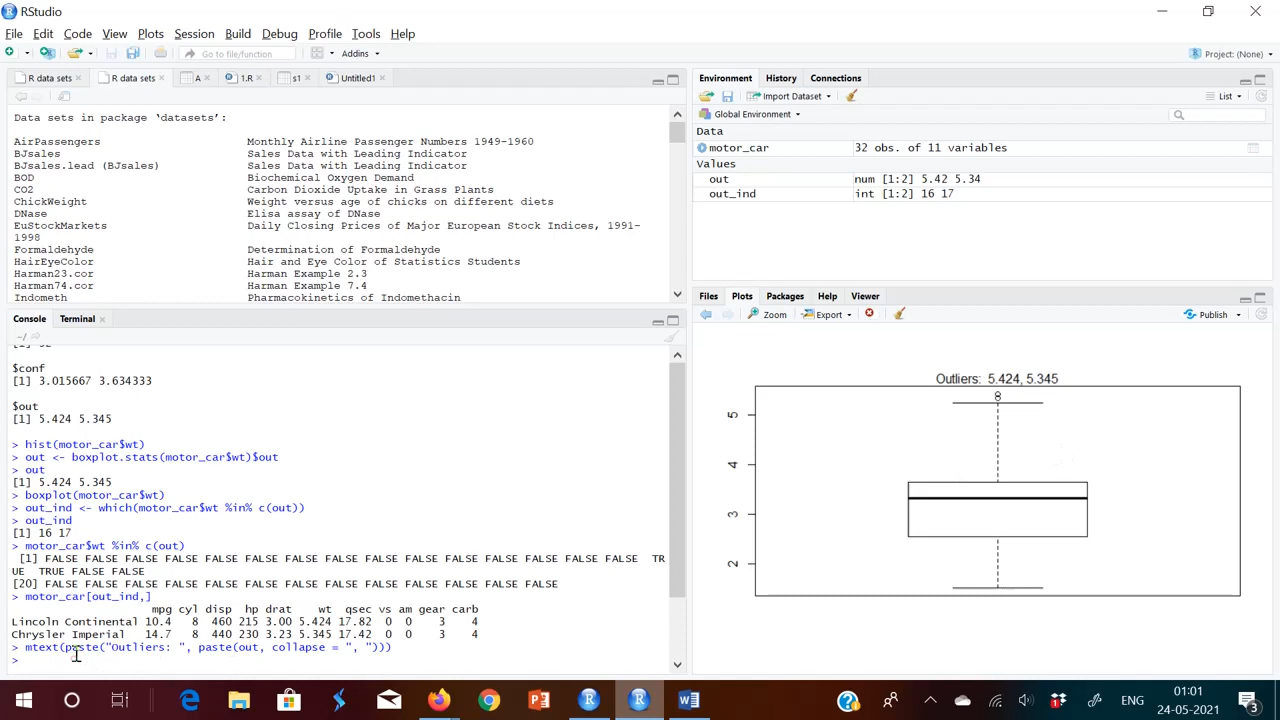 RStudio
File Edit Code View Plots Session Build Debug Profile Tools Help
Go to file/function Addins Project: (None)
R data sets R data sets A 1.R s1 Untitled1
Data sets in package ‘datasets’:
AirPassengers Monthly Airline Passenger Numbers 1949-1960
BJsales Sales Data with Leading Indicator
BJsales.lead (BJsales) Sales Data with Leading Indicator
BOD Biochemical Oxygen Demand
CO2 Carbon Dioxide Uptake in Grass Plants
ChickWeight Weight versus age of chicks on different diets
DNase Elisa assay of DNase
EuStockMarkets Daily Closing Prices of Major European Stock Indices, 1991-
1998
Formaldehyde Determination of Formaldehyde
HairEyeColor Hair and Eye Color of Statistics Students
Harman23.cor Harman Example 2.3
Harman74.cor Harman Example 7.4
Indometh Pharmacokinetics of Indomethacin
Console Terminal
~/
$conf
[1] 3.015667 3.634333
$out
[1] 5.424 5.345
> hist(motor_car$wt)
> out <- boxplot.stats(motor_car$wt)$out
> out
[1] 5.424 5.345
> boxplot(motor_car$wt)
> out_ind <- which(motor_car$wt %in% c(out))
> out_ind
[1] 16 17
> motor_car$wt %in% c(out)
[1] FALSE FALSE FALSE FALSE FALSE FALSE FALSE FALSE FALSE FALSE FALSE FALSE FALSE FALSE FALSE TR
UE TRUE FALSE FALSE
[20] FALSE FALSE FALSE FALSE FALSE FALSE FALSE FALSE FALSE FALSE FALSE FALSE FALSE
> motor_car[out_ind,]
mpg cyl disp hp drat wt qsec vs am gear carb
Lincoln Continental 10.4 8 460 215 3.00 5.424 17.82 0 0 3 4
Chrysler Imperial 14.7 8 440 230 3.23 5.345 17.42 0 0 3 4
> mtext(paste("Outliers: ", paste(out, collapse = ", ")))
>
Environment History Connections
Import Dataset List
Global Environment
Data
motor_car 32 obs. of 11 variables
Values
out num [1:2] 5.42 5.34
out_ind int [1:2] 16 17
Files Plots Packages Help Viewer
Zoom Export Publish
Outliers: 5.424, 5.345
5
4
3
2
ENG 01:01
24-05-2021
3